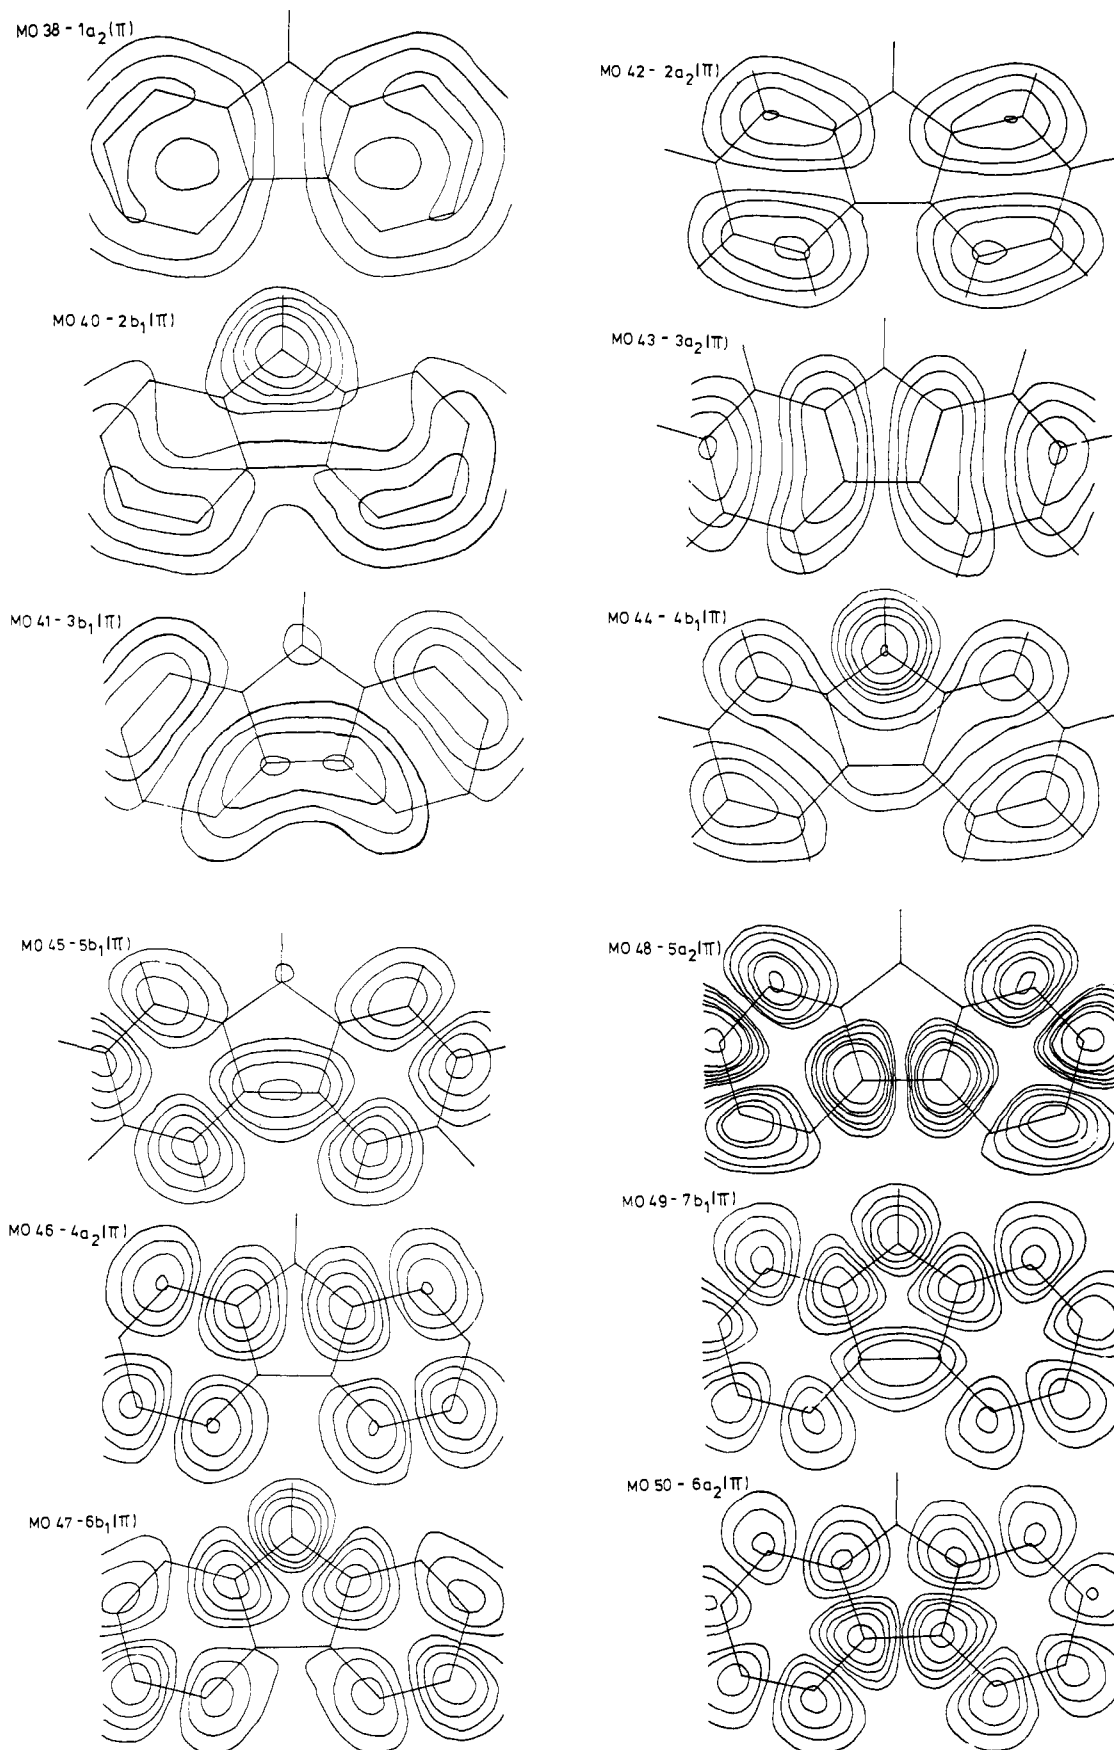 MO 38 - 1a₂(π)
MO 42 - 2a₂(π)
MO 40 - 2b₁(π)
MO 43 - 3a₂(π)
MO 41 - 3b₁(π)
MO 44 - 4b₁(π)
MO 45 - 5b₁(π)
MO 48 - 5a₂(π)
MO 46 - 4a₂(π)
MO 49 - 7b₁(π)
MO 47 - 6b₁(π)
MO 50 - 6a₂(π)